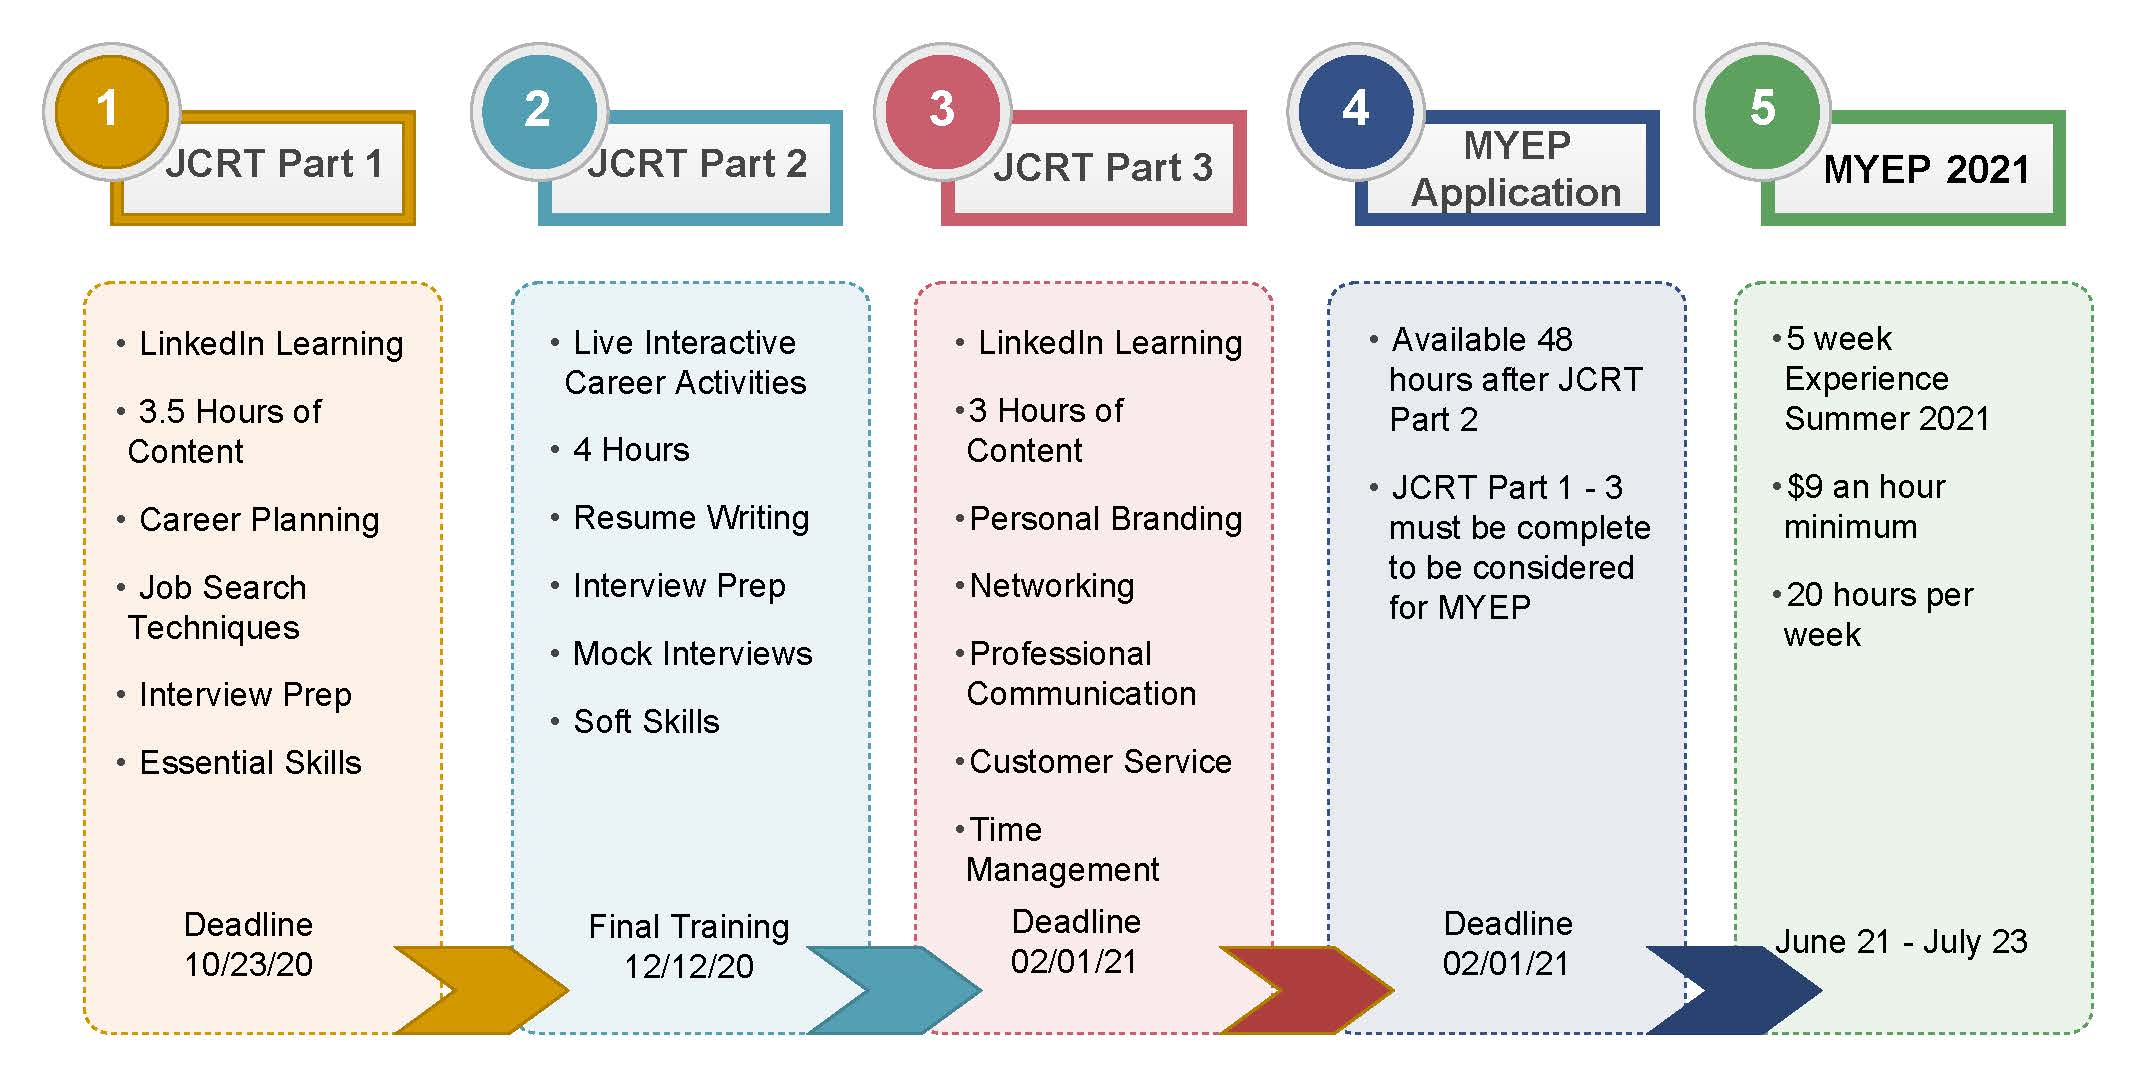 1
JCRT Part 1
• LinkedIn Learning
• 3.5 Hours of
Content
• Career Planning
• Job Search
Techniques
• Interview Prep
• Essential Skills
Deadline
10/23/20
2
JCRT Part 2
• Live Interactive
Career Activities
• 4 Hours
• Resume Writing
• Interview Prep
• Mock Interviews
• Soft Skills
Final Training
12/12/20
3
JCRT Part 3
• LinkedIn Learning
•3 Hours of
Content
•Personal Branding
•Networking
•Professional
Communication
•Customer Service
•Time
Management
Deadline
02/01/21
4
MYEP
Application
• Available 48
hours after JCRT
Part 2
• JCRT Part 1 - 3
must be complete
to be considered
for MYEP
Deadline
02/01/21
5
MYEP 2021
•5 week
Experience
Summer 2021
•$9 an hour
minimum
•20 hours per
week
June 21 - July 23